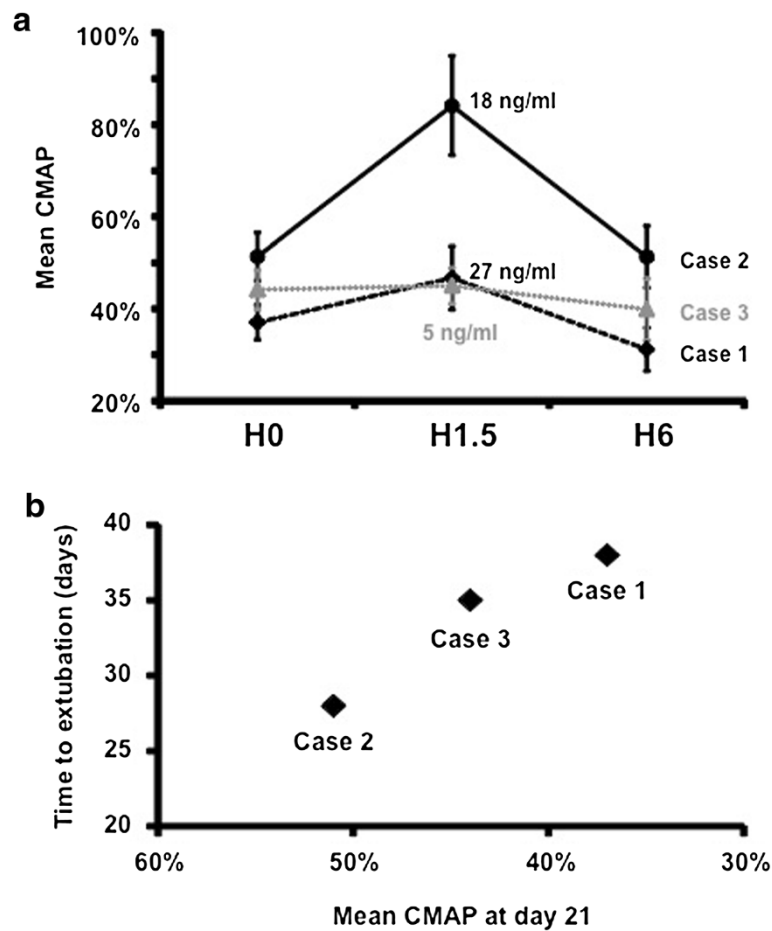 a
100%
80%
60%
40%
20%
Mean CMAP
18 ng/ml
27 ng/ml
5 ng/ml
Case 2
Case 3
Case 1
H0 H1.5 H6
b
40
35
30
25
20
Time to extubation (days)
Case 1
Case 3
Case 2
60% 50% 40% 30%
Mean CMAP at day 21